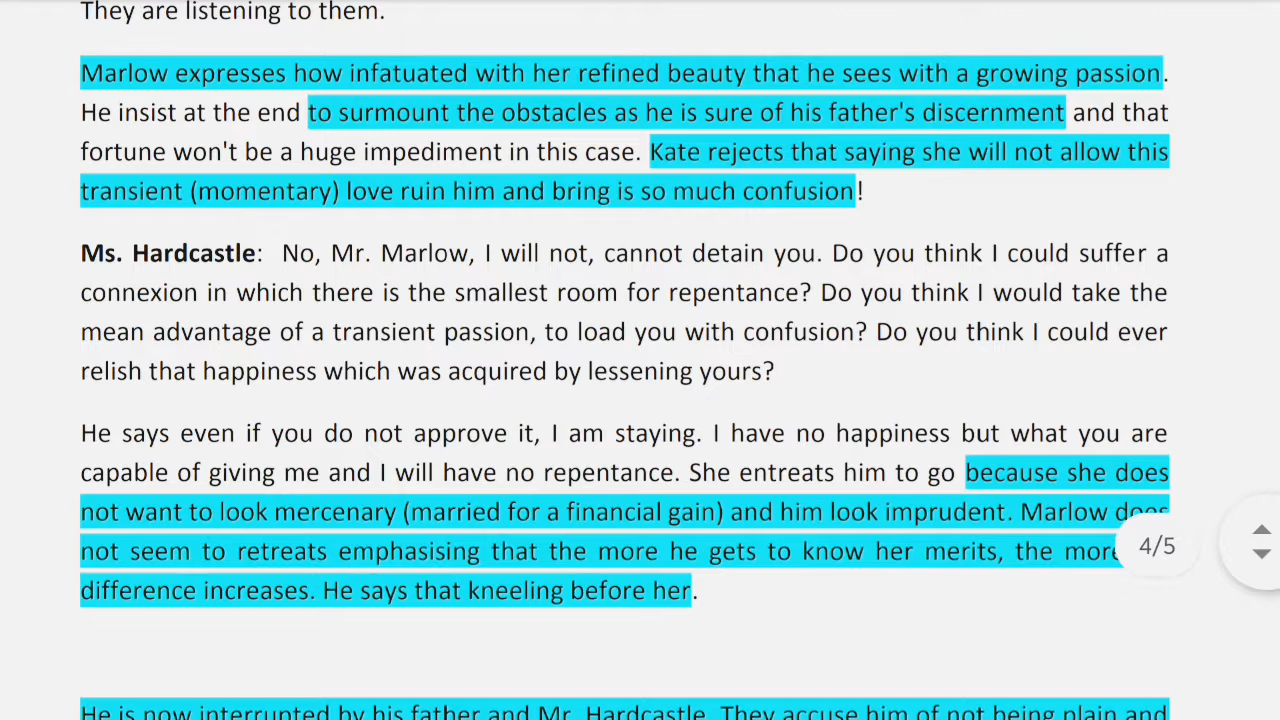 They are listening to them.
Marlow expresses how infatuated with her refined beauty that he sees with a growing passion.
He insist at the end to surmount the obstacles as he is sure of his father's discernment and that
fortune won't be a huge impediment in this case. Kate rejects that saying she will not allow this
transient (momentary) love ruin him and bring is so much confusion!
Ms. Hardcastle: No, Mr. Marlow, I will not, cannot detain you. Do you think I could suffer a
connexion in which there is the smallest room for repentance? Do you think I would take the
mean advantage of a transient passion, to load you with confusion? Do you think I could ever
relish that happiness which was acquired by lessening yours?
He says even if you do not approve it, I am staying. I have no happiness but what you are
capable of giving me and I will have no repentance. She entreats him to go because she does
not want to look mercenary (married for a financial gain) and him look imprudent. Marlow does
not seem to retreats emphasising that the more he gets to know her merits, the more
difference increases. He says that kneeling before her.
4/5
He is now interrupted by his father and Mr. Hardcastle. They accuse him of not being plain and